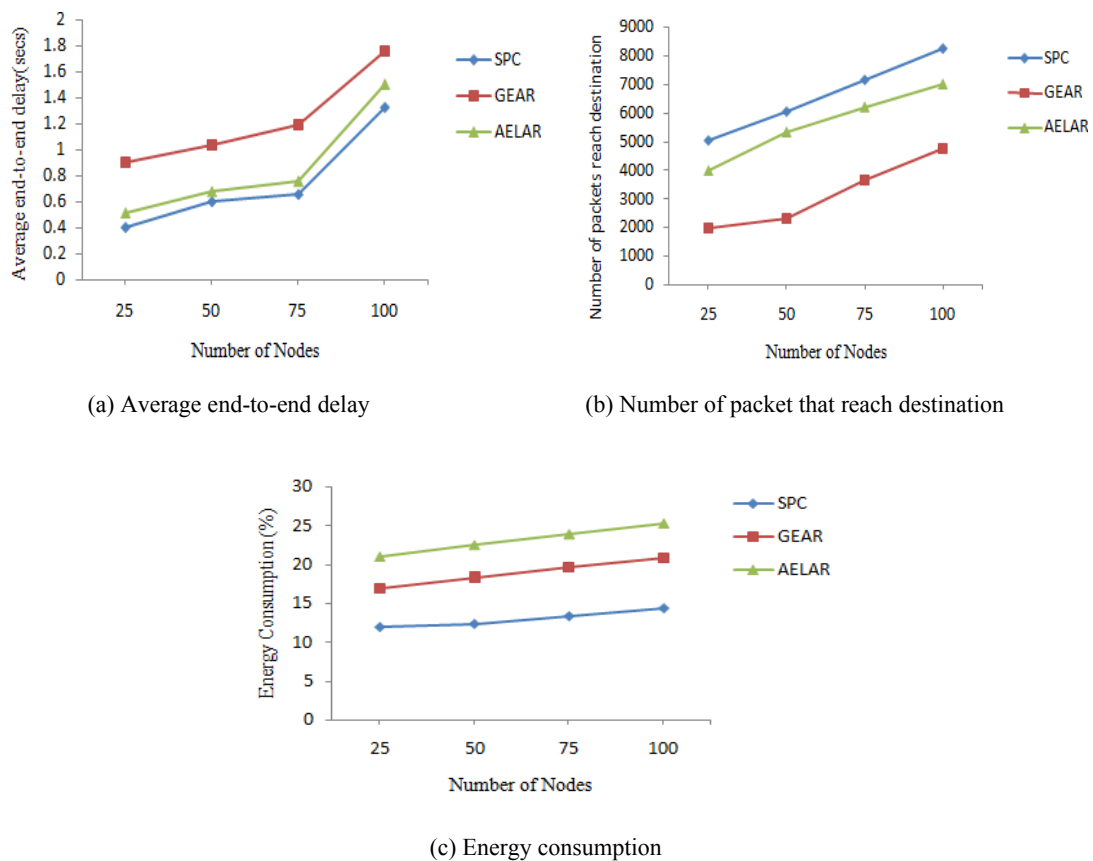 2
1.8
1.6
1.4
1.2
1
0.8
0.6
0.4
0.2
0
Average end-to-end delay(secs)
25 50 75 100
Number of Nodes
SPC
GEAR
AELAR
(a) Average end-to-end delay
9000
8000
7000
6000
5000
4000
3000
2000
1000
0
Number of packets reach destination
25 50 75 100
Number of Nodes
SPC
GEAR
AELAR
(b) Number of packet that reach destination
30
25
20
15
10
5
0
Energy Consumption (%)
25 50 75 100
Number of Nodes
SPC
GEAR
AELAR
(c) Energy consumption